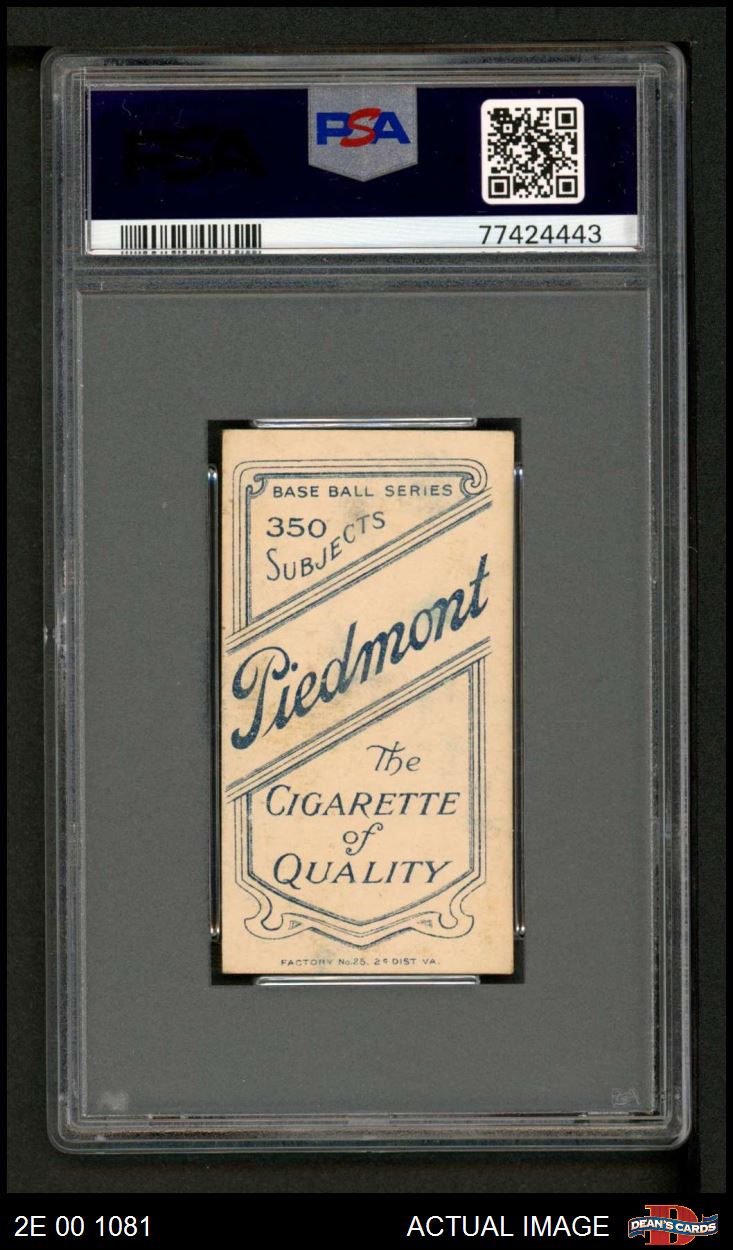 PSA
77424443
BASE BALL SERIES
350
SUBJECTS
Piedmont
The
CIGARETTE
of
QUALITY
FACTORY No. 25, 2d DIST VA.
2E 00 1081
ACTUAL IMAGE
DEAN'S CARDS